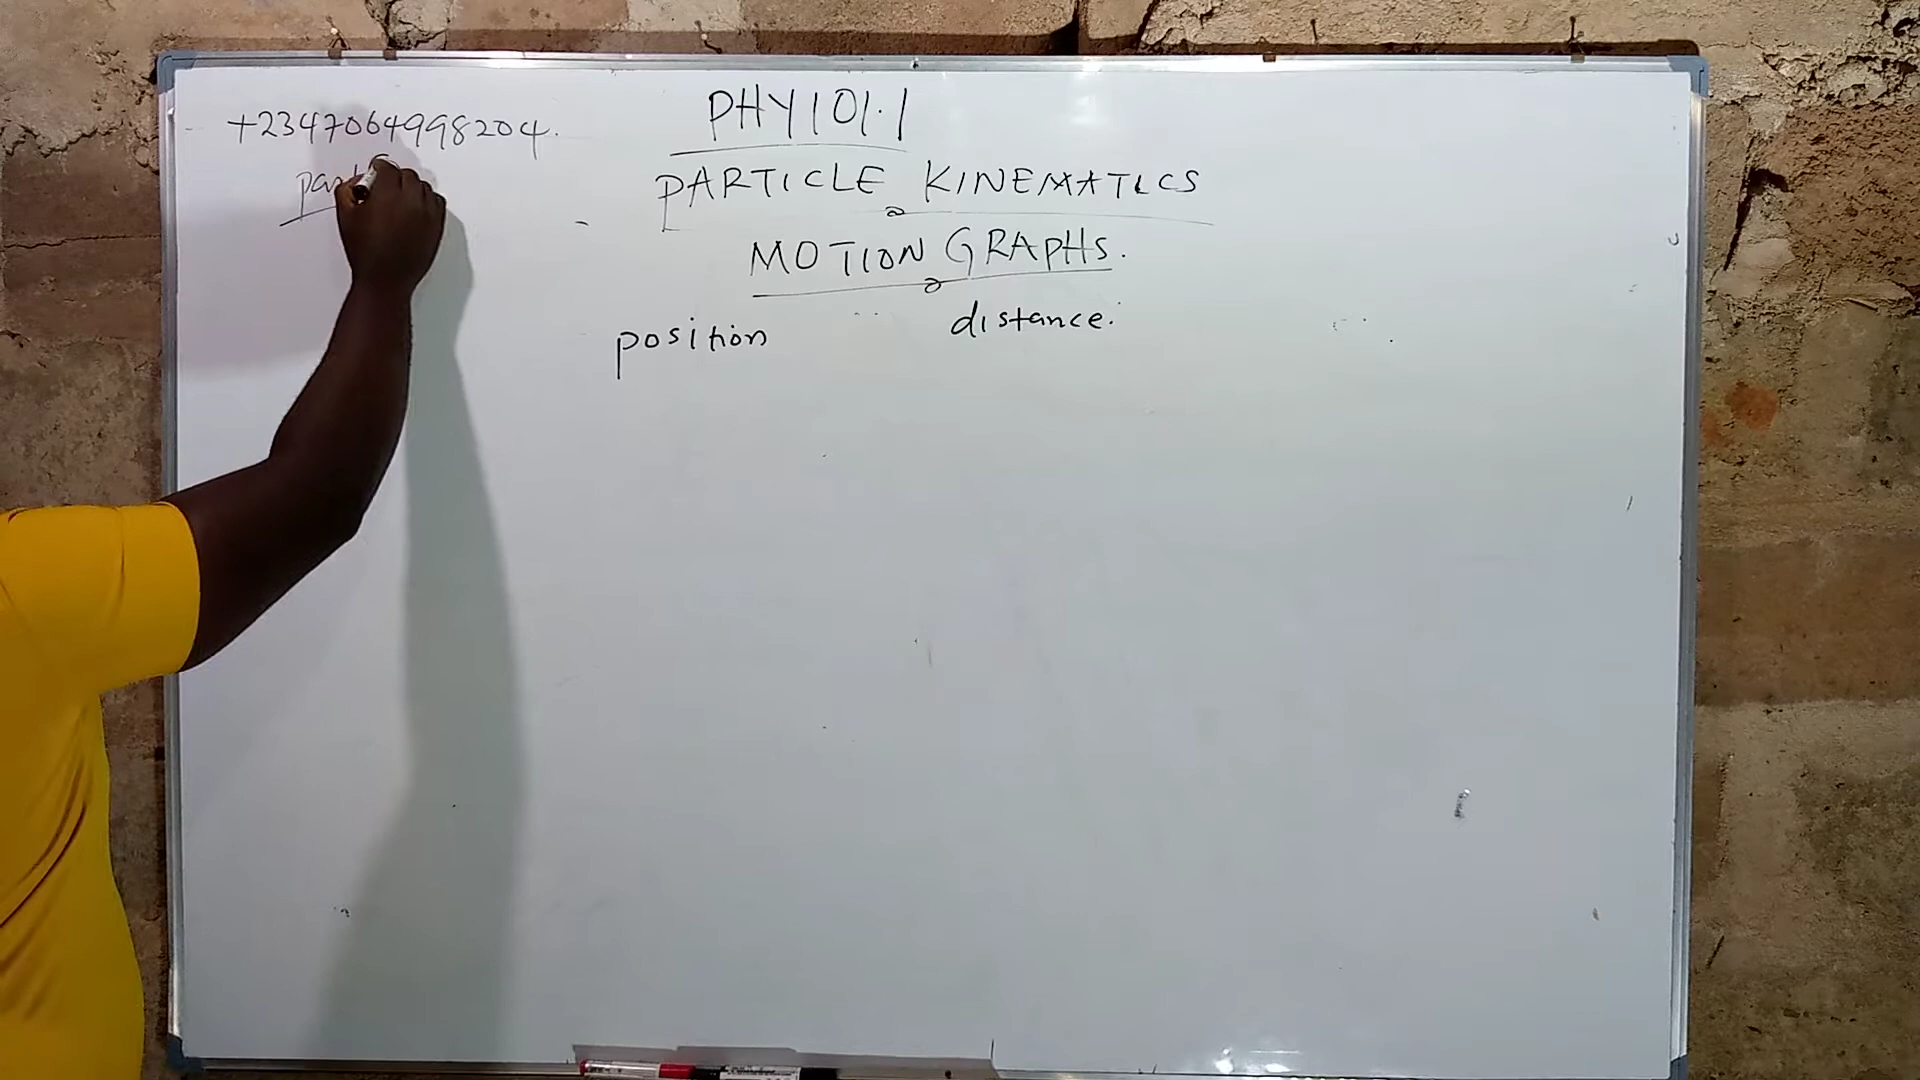 +2347064998204.
PHY101.1
PARTICLE KINEMATICS
MOTION GRAPHS.
position
distance.